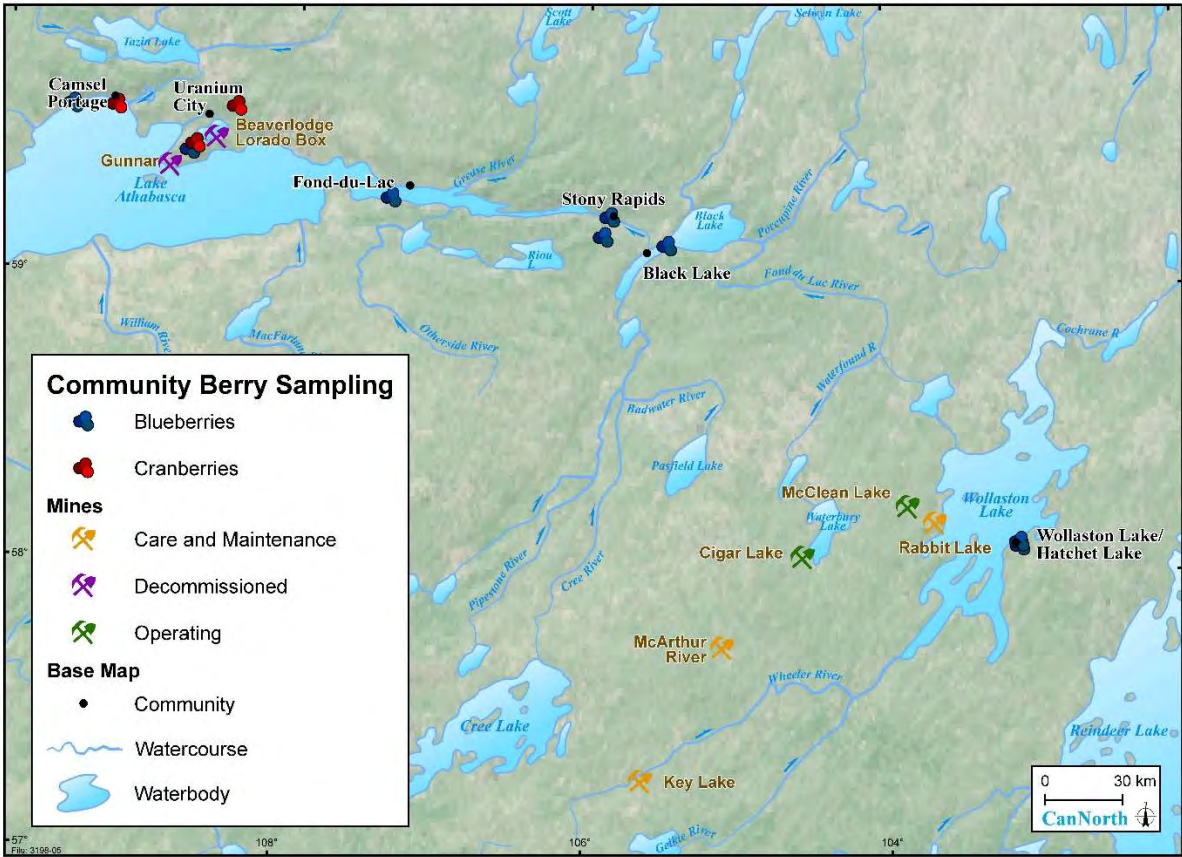 Scott
Lake
Selwyn Lake
Tazin Lake
Camsel
Portage
Uranium
City
Beaverlodge
Lorado Box
Gunnar
Lake
Athabasca
Fond-du-Lac
Grease River
Stony Rapids
Black
Lake
Porcupine River
Riou
L
Black Lake
59°
Fond du Lac River
William River
MacFarlane
Otherside River
Cochrane R
Waterfound R
Badwater River
Pasfield Lake
McClean Lake
Waterbury
Lake
Wollaston
Lake
Rabbit Lake
Wollaston Lake/
Hatchet Lake
Cigar Lake
58°
Pipestone River
Cree River
McArthur
River
Wheeler River
Cree Lake
Reindeer Lake
Key Lake
Geikie River
Community Berry Sampling
Blueberries
Cranberries
Mines
Care and Maintenance
Decommissioned
Operating
Base Map
Community
Watercourse
Waterbody
0 30 km
CanNorth
57°
File: 3198-05
108°
106°
104°